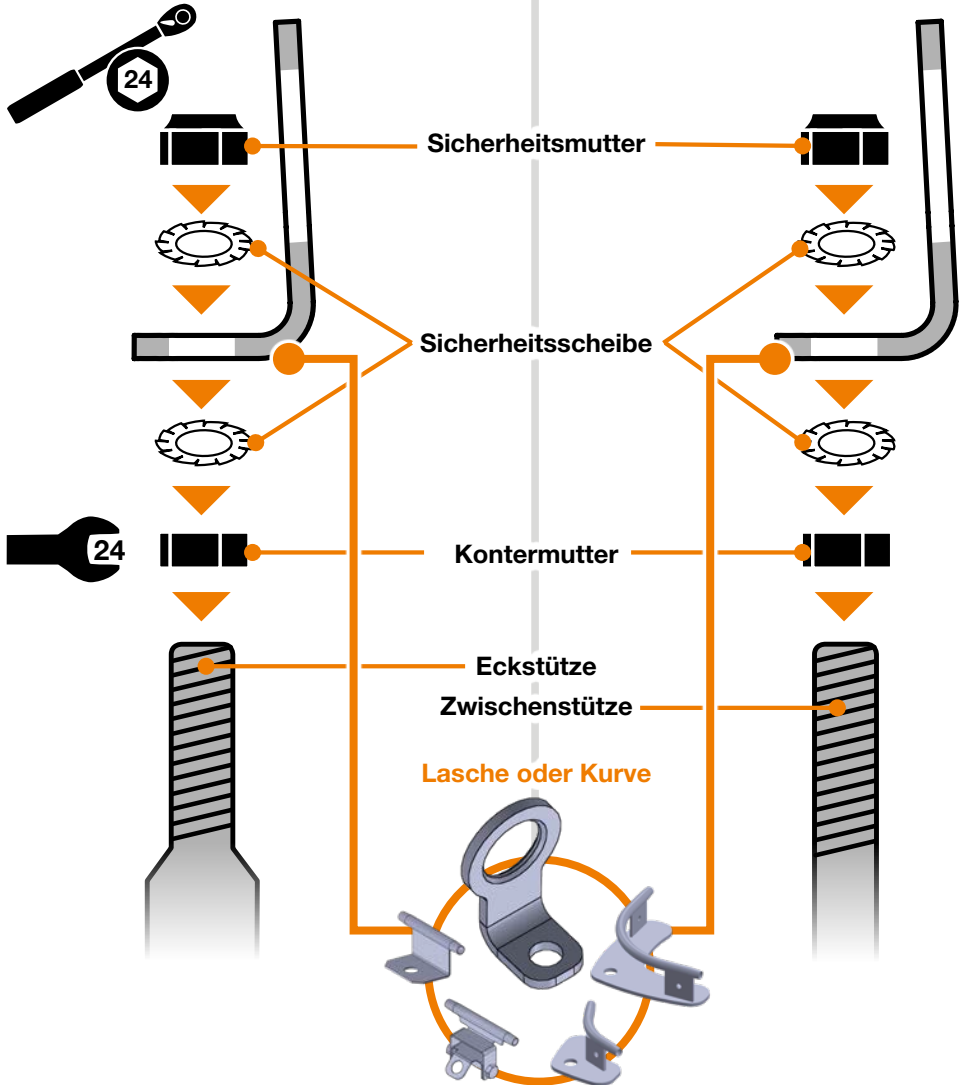 24
Sicherheitsmutter
Sicherheitsscheibe
24
Kontermutter
Eckstütze
Zwischenstütze
Lasche oder Kurve